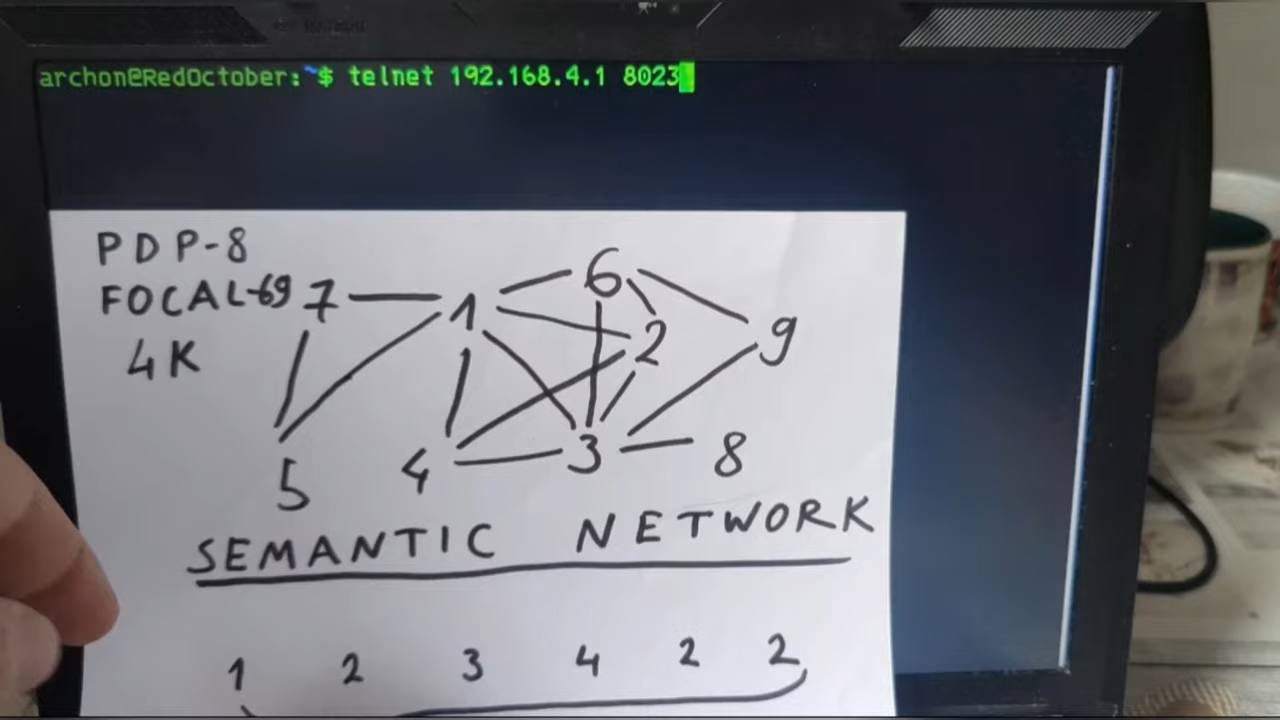 archon@RedOctober:~$ telnet 192.168.4.1 8023
PDP-8
FOCAL-69
4K
7 1 6
2 9
5 4 3 8
SEMANTIC NETWORK
1 2 3 4 2 2